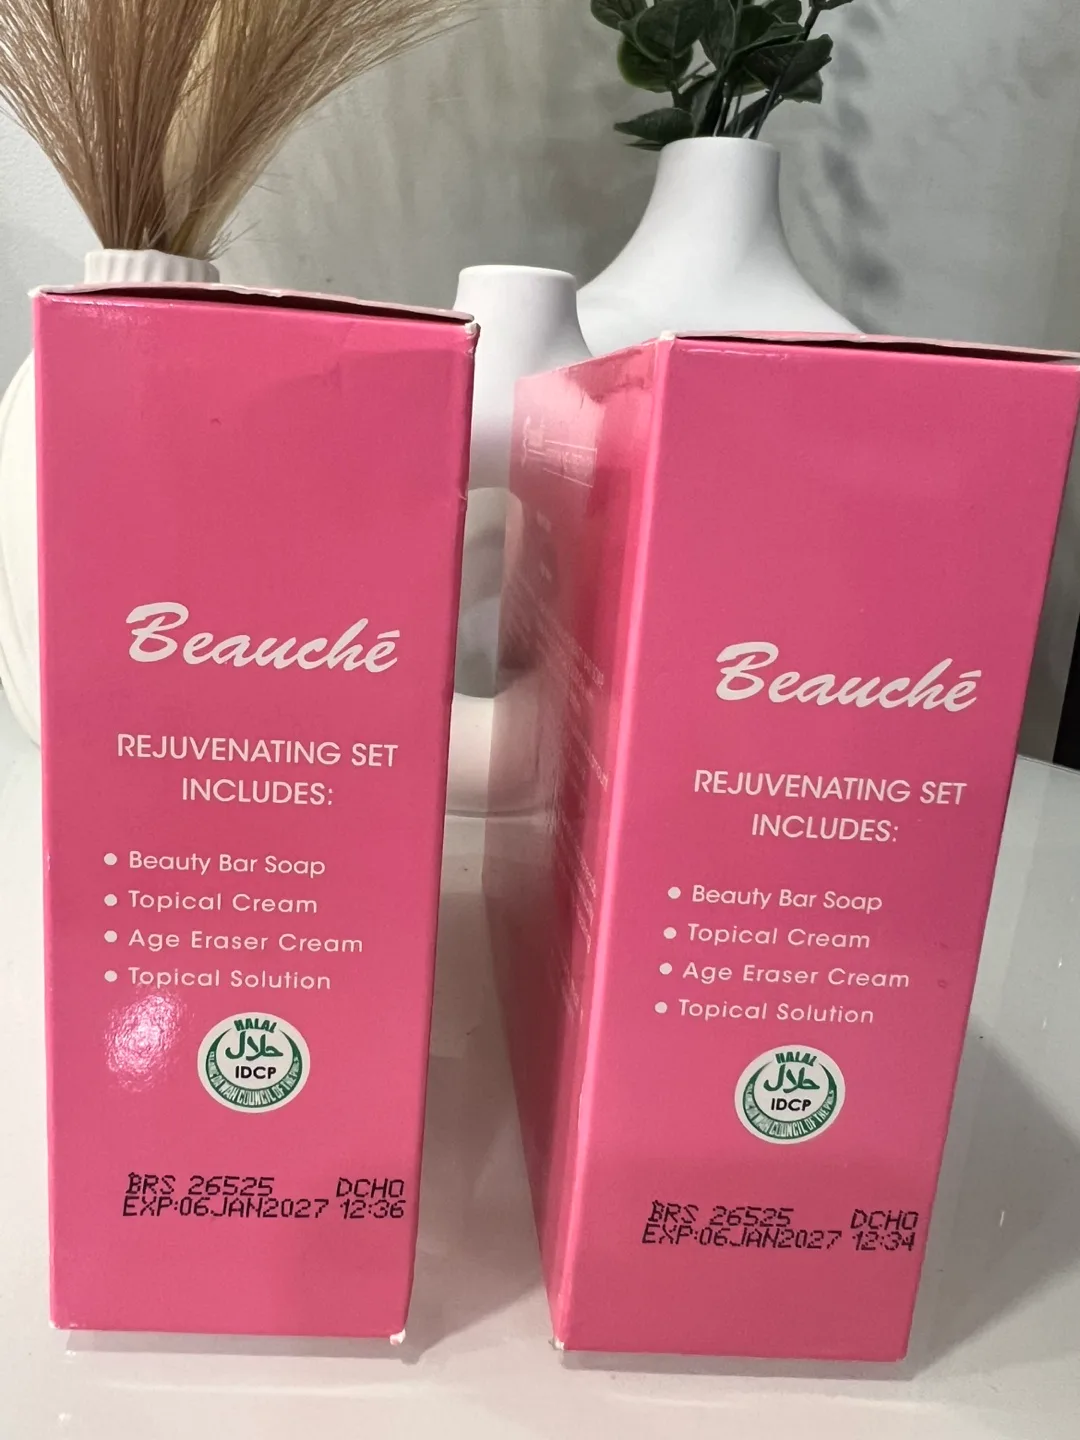 Beauchē
REJUVENATING SET
INCLUDES:
• Beauty Bar Soap
• Topical Cream
• Age Eraser Cream
• Topical Solution
HALAL
حلال
IDCP
BRS 26525 DCHO
EXP:06JAN2027 12:36
Beauchē
REJUVENATING SET
INCLUDES:
• Beauty Bar Soap
• Topical Cream
• Age Eraser Cream
• Topical Solution
HALAL
حلال
IDCP
BRS 26525 DCHO
EXP:06JAN2027 12:34